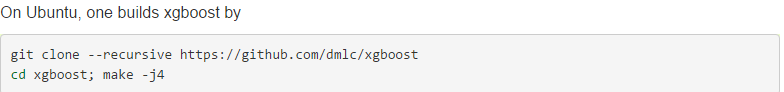 On Ubuntu, one builds xgboost by
git clone --recursive https://github.com/dmlc/xgboost
cd xgboost; make -j4